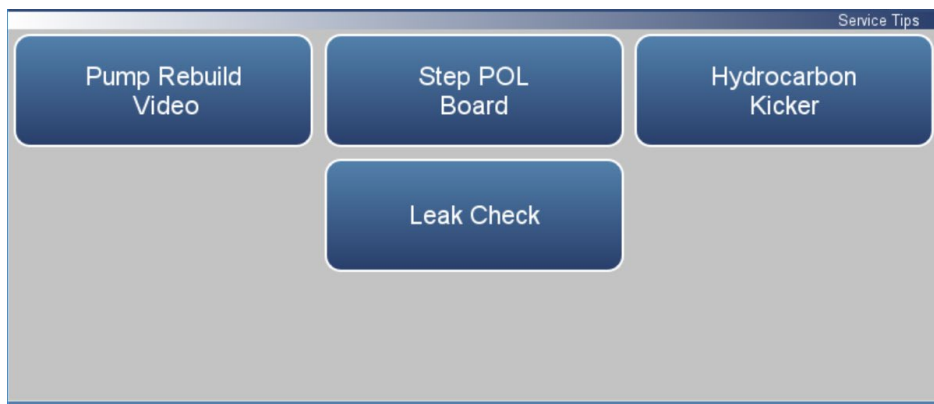 Service Tips
Pump Rebuild
Video
Step POL
Board
Hydrocarbon
Kicker
Leak Check